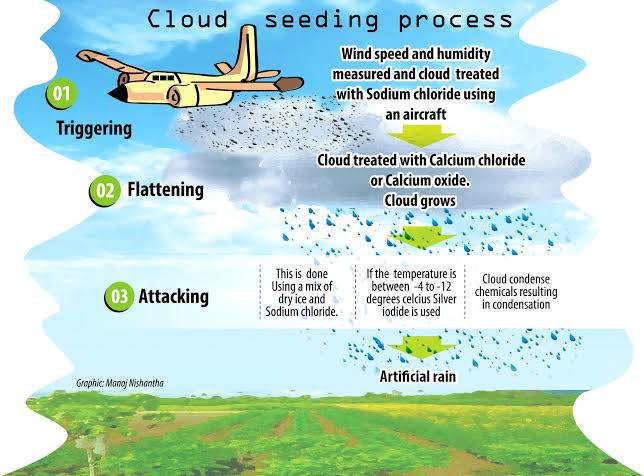 Cloud seeding process
Wind speed and humidity
measured and cloud treated
with Sodium chloride using
an aircraft
01
Triggering
Cloud treated with Calcium chloride
or Calcium oxide.
Cloud grows
02 Flattening
03 Attacking
This is done
Using a mix of
dry ice and
Sodium chloride.
If the temperature is
between -4 to -12
degrees celcius Silver
iodide is used
Cloud condense
chemicals resulting
in condensation
Artificial rain
Graphic: Manoj Nishantha